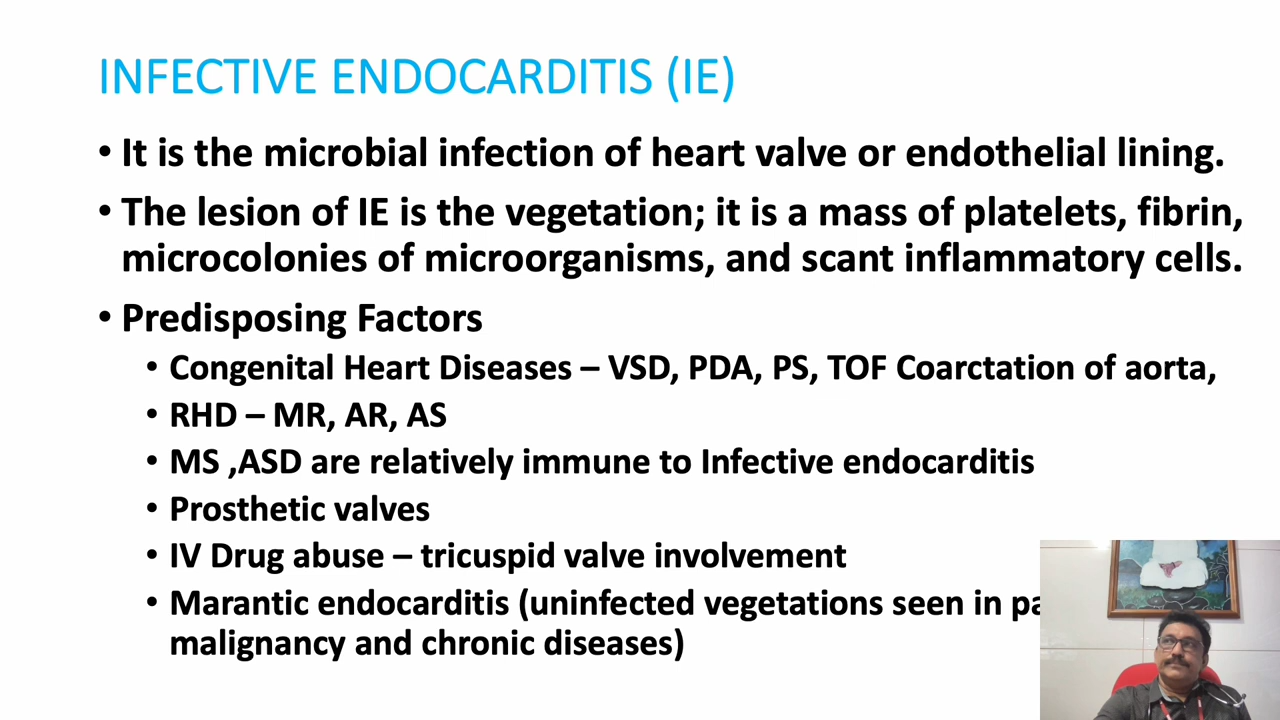 INFECTIVE ENDOCARDITIS (IE)
• It is the microbial infection of heart valve or endothelial lining.
• The lesion of IE is the vegetation; it is a mass of platelets, fibrin,
microcolonies of microorganisms, and scant inflammatory cells.
• Predisposing Factors
• Congenital Heart Diseases – VSD, PDA, PS, TOF Coarctation of aorta,
• RHD – MR, AR, AS
• MS ,ASD are relatively immune to Infective endocarditis
• Prosthetic valves
• IV Drug abuse – tricuspid valve involvement
• Marantic endocarditis (uninfected vegetations seen in
malignancy and chronic diseases)